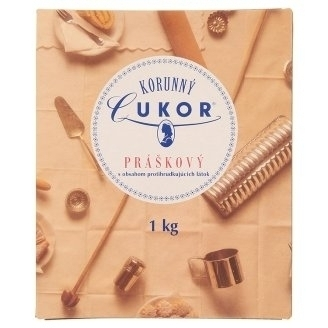 KORUNNÝ
CUKOR®
PRÁŠKOVÝ
s obsahom protihrudkujúcich látok
1 kg